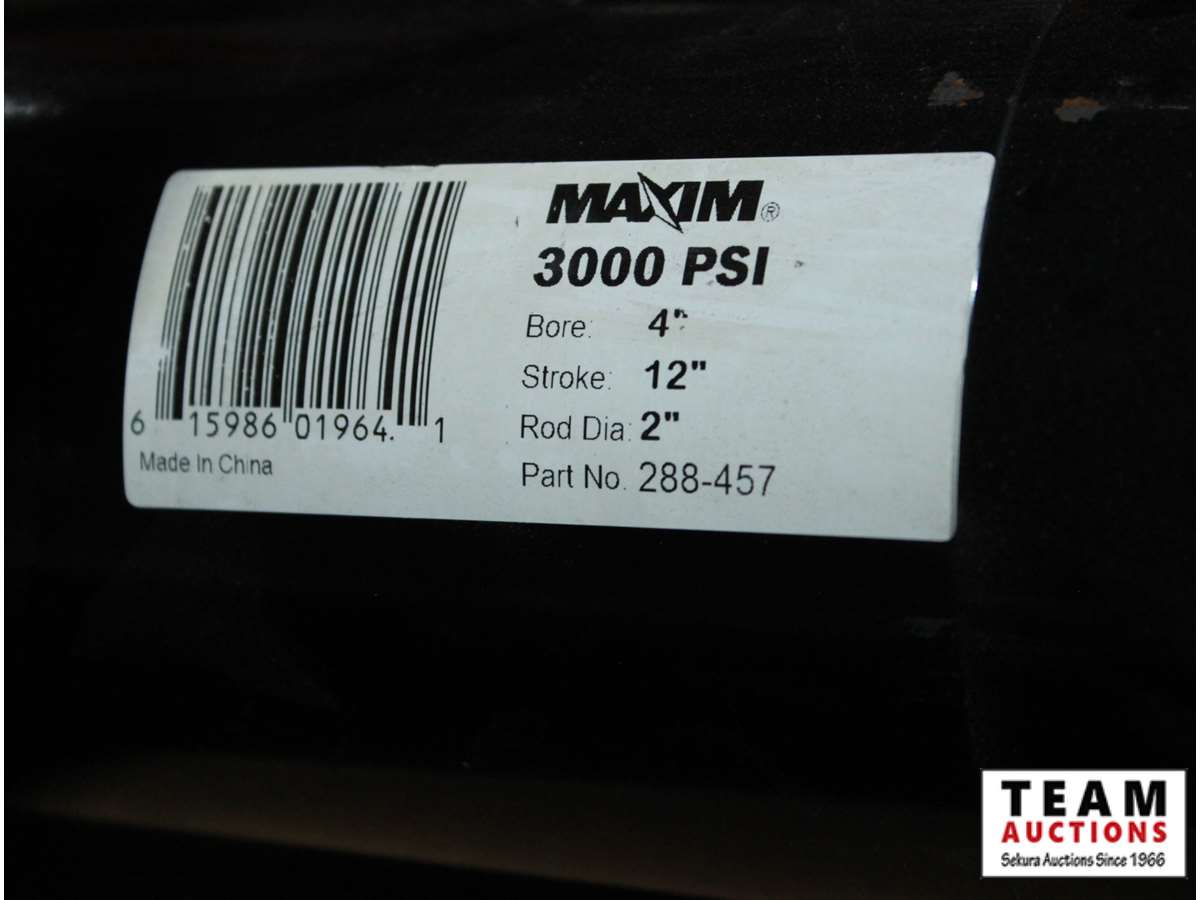 MAXIM®
3000 PSI
Bore: 4"
Stroke: 12"
Rod Dia: 2"
Part No. 288-457
6 15986 01964 1
Made In China
TEAM
AUCTIONS
Sekura Auctions Since 1966